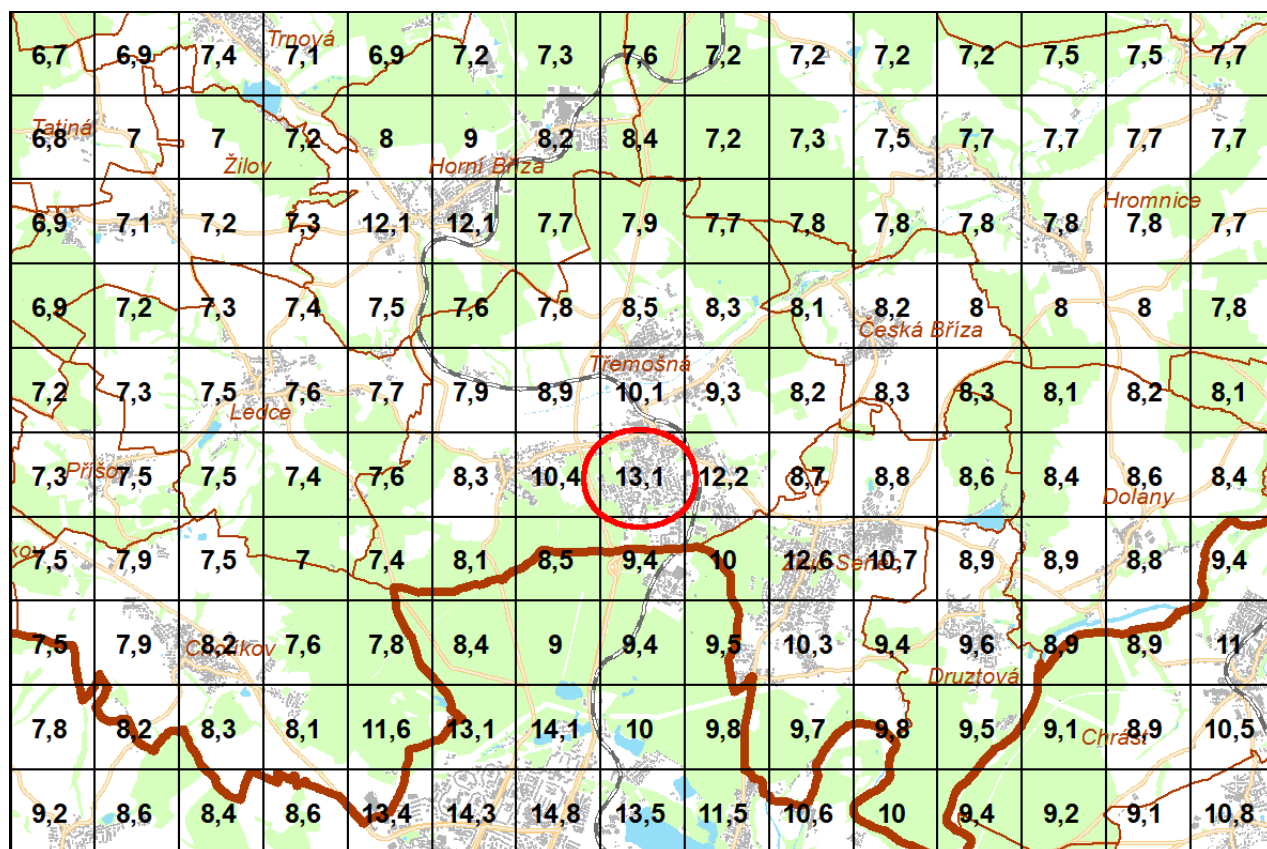 Trnová
6,7 6,9 7,4 7,1 6,9 7,2 7,3 7,6 7,2 7,2 7,2 7,2 7,5 7,5 7,7
Tatiná
6,8 7 7 7,2 8 9 8,2 8,4 7,2 7,3 7,5 7,7 7,7 7,7 7,7
Žilov Horní Bříza
Hromnice
6,9 7,1 7,2 7,3 12,1 12,1 7,7 7,9 7,7 7,8 7,8 7,8 7,8 7,8 7,7
6,9 7,2 7,3 7,4 7,5 7,6 7,8 8,5 8,3 8,1 8,2 8 8 8 7,8
Česká Bříza
Třemošná
7,2 7,3 7,5 7,6 7,7 7,9 8,9 10,1 9,3 8,2 8,3 8,3 8,1 8,2 8,1
Ledce
Příšov
7,3 7,5 7,5 7,4 7,6 8,3 10,4 13,1 12,2 8,7 8,8 8,6 8,4 8,6 8,4
Dolany
7,5 7,9 7,5 7 7,4 8,1 8,5 9,4 10 12,6 10,7 8,9 8,9 8,8 9,4
Senec
7,5 7,9 8,2 7,6 7,8 8,4 9 9,4 9,5 10,3 9,4 9,6 8,9 8,9 11
Druztová
7,8 8,2 8,3 8,1 11,6 13,1 14,1 10 9,8 9,7 9,8 9,5 9,1 8,9 10,5
Chrást
9,2 8,6 8,4 8,6 13,4 14,3 14,8 13,5 11,5 10,6 10 9,4 9,2 9,1 10,8